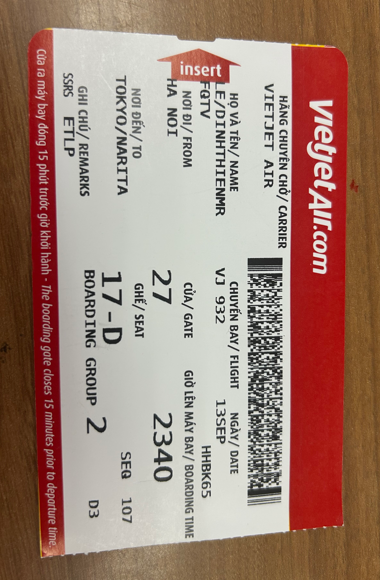 vietjetAir.com
HÃNG CHUYÊN CHỞ/ CARRIER
VIETJET AIR
HỌ VÀ TÊN/ NAME
LE/DINHTHIENMR
FQTV
CHUYẾN BAY/ FLIGHT
VJ 932
NGÀY/ DATE
13SEP
HHBK65
insert
NƠI ĐI/ FROM
HA NOI
CỬA/ GATE
27
GIỜ LÊN MÁY BAY/ BOARDING TIME
2340
NƠI ĐẾN/ TO
TOKYO/NARITA
GHẾ/ SEAT
17-D
SEQ 107
GHI CHÚ/ REMARKS
SSRS ETLP
BOARDING GROUP 2
D3
Cửa ra máy bay đóng 15 phút trước giờ khởi hành - The boarding gate closes 15 minutes prior to departure time